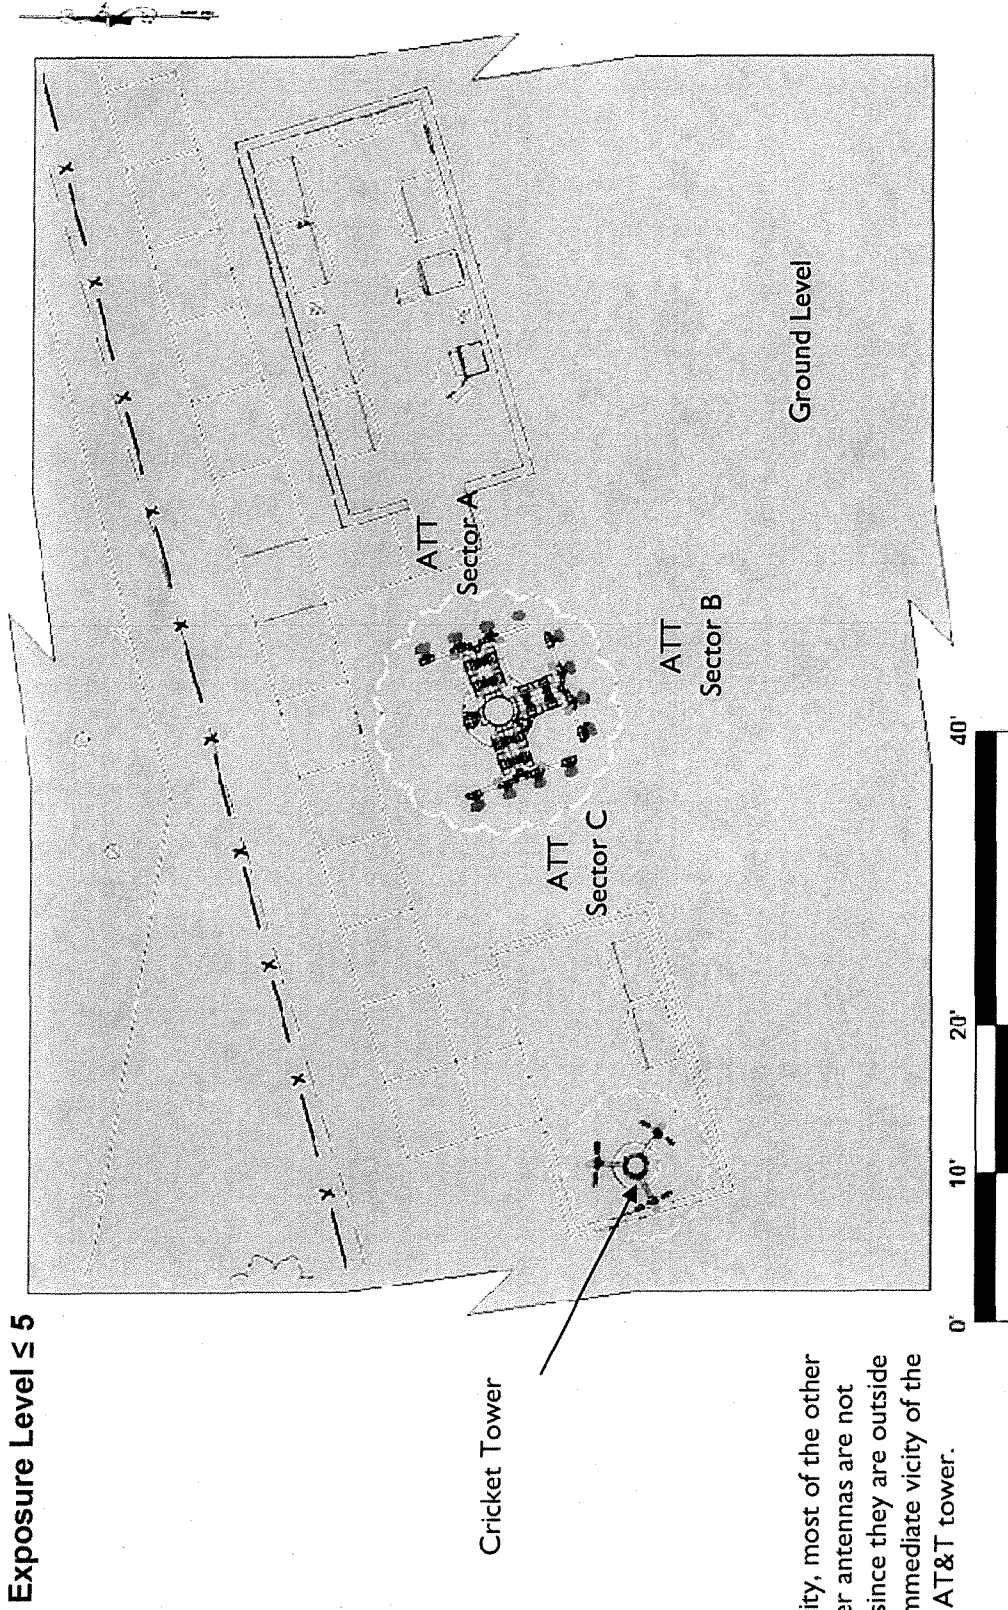 Exposure Level ≤ 5
Cricket Tower
ATT
Sector A
ATT
Sector B
ATT
Sector C
Ground Level
0'
10'
20'
40'
ity, most of the other
er antennas are not
since they are outside
mmediate vicity of the
AT&T tower.